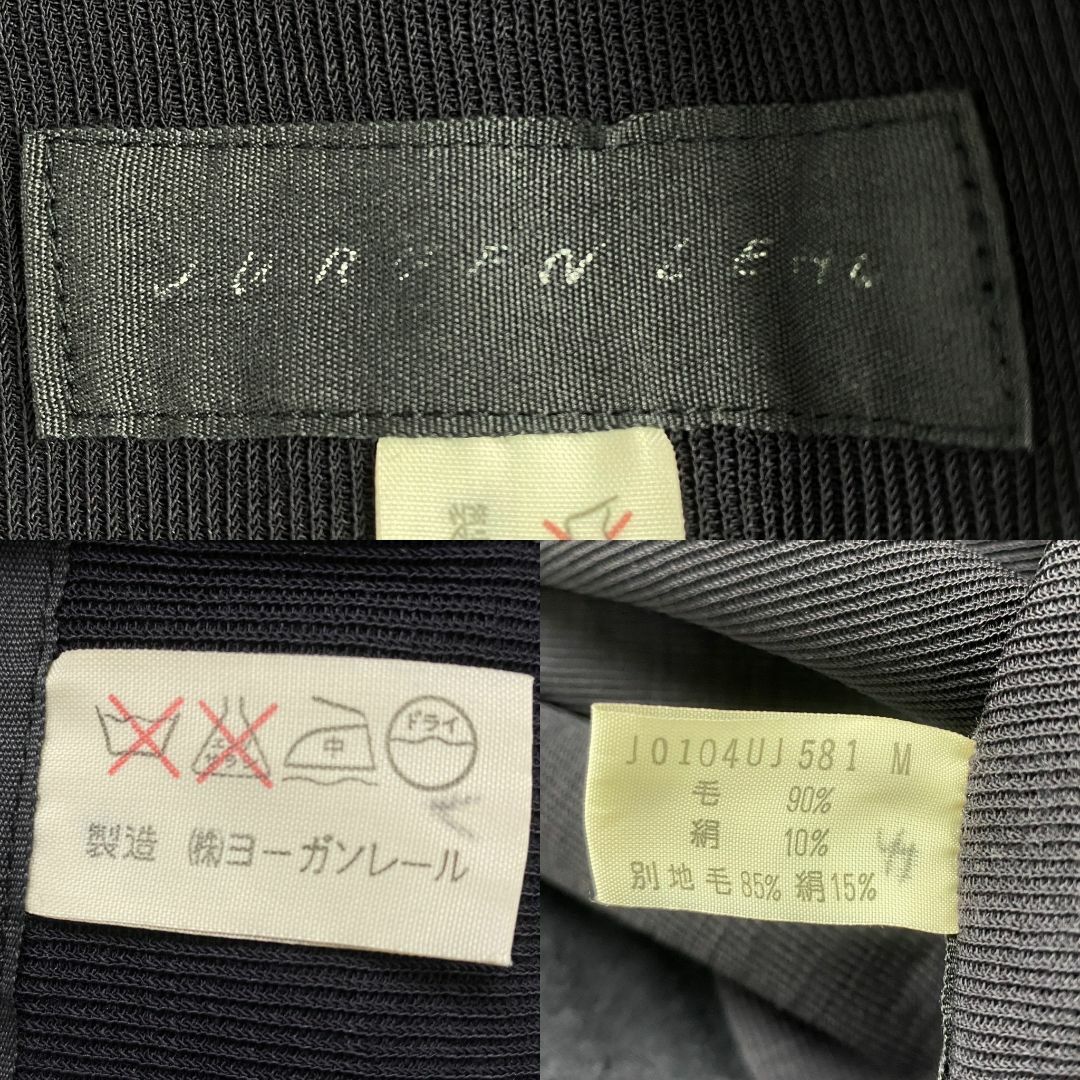 JURGEN LEHL
中
ドライ
製造 ㈱ヨーガンレール
J0104UJ581 M
毛 90%
絹 10%
別地毛85% 絹15%